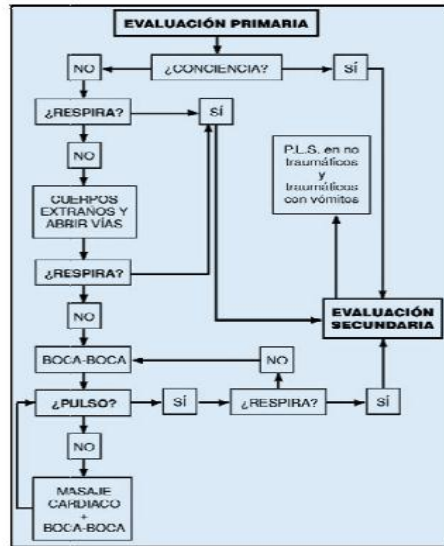 EVALUACIÓN PRIMARIA
NO
¿CONCIENCIA?
SÍ
¿RESPIRA?
SÍ
NO
P.L.S. en no
traumáticos
y
traumáticos
con vómitos
CUERPOS
EXTRAÑOS Y
ABRIR VÍAS
¿RESPIRA?
EVALUACIÓN
SECUNDARIA
NO
BOCA-BOCA
NO
¿PULSO?
SÍ
¿RESPIRA?
SÍ
NO
MASAJE
CARDIACO
+
BOCA-BOCA